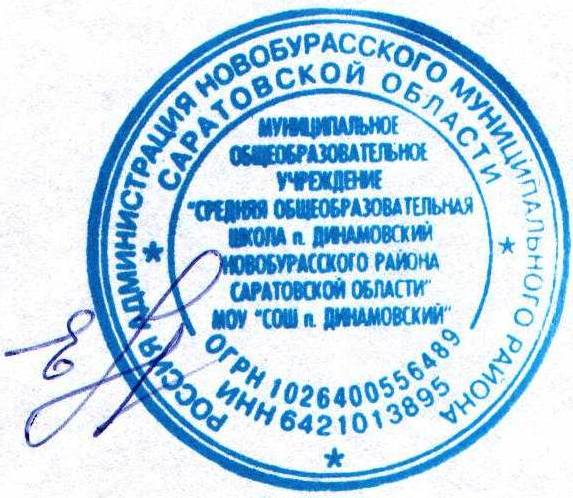 РОССИЯ АДМИНИСТРАЦИЯ НОВОБУРАССКОГО МУНИЦИПАЛЬНОГО РАЙОНА
САРАТОВСКОЙ ОБЛАСТИ
МУНИЦИПАЛЬНОЕ
ОБЩЕОБРАЗОВАТЕЛЬНОЕ
УЧРЕЖДЕНИЕ
"СРЕДНЯЯ ОБЩЕОБРАЗОВАТЕЛЬНАЯ
ШКОЛА п. ДИНАМОВСКИЙ
НОВОБУРАССКОГО РАЙОНА
САРАТОВСКОЙ ОБЛАСТИ"
МОУ "СОШ п. ДИНАМОВСКИЙ"
ОГРН 1026400556489
ИНН 6421013895